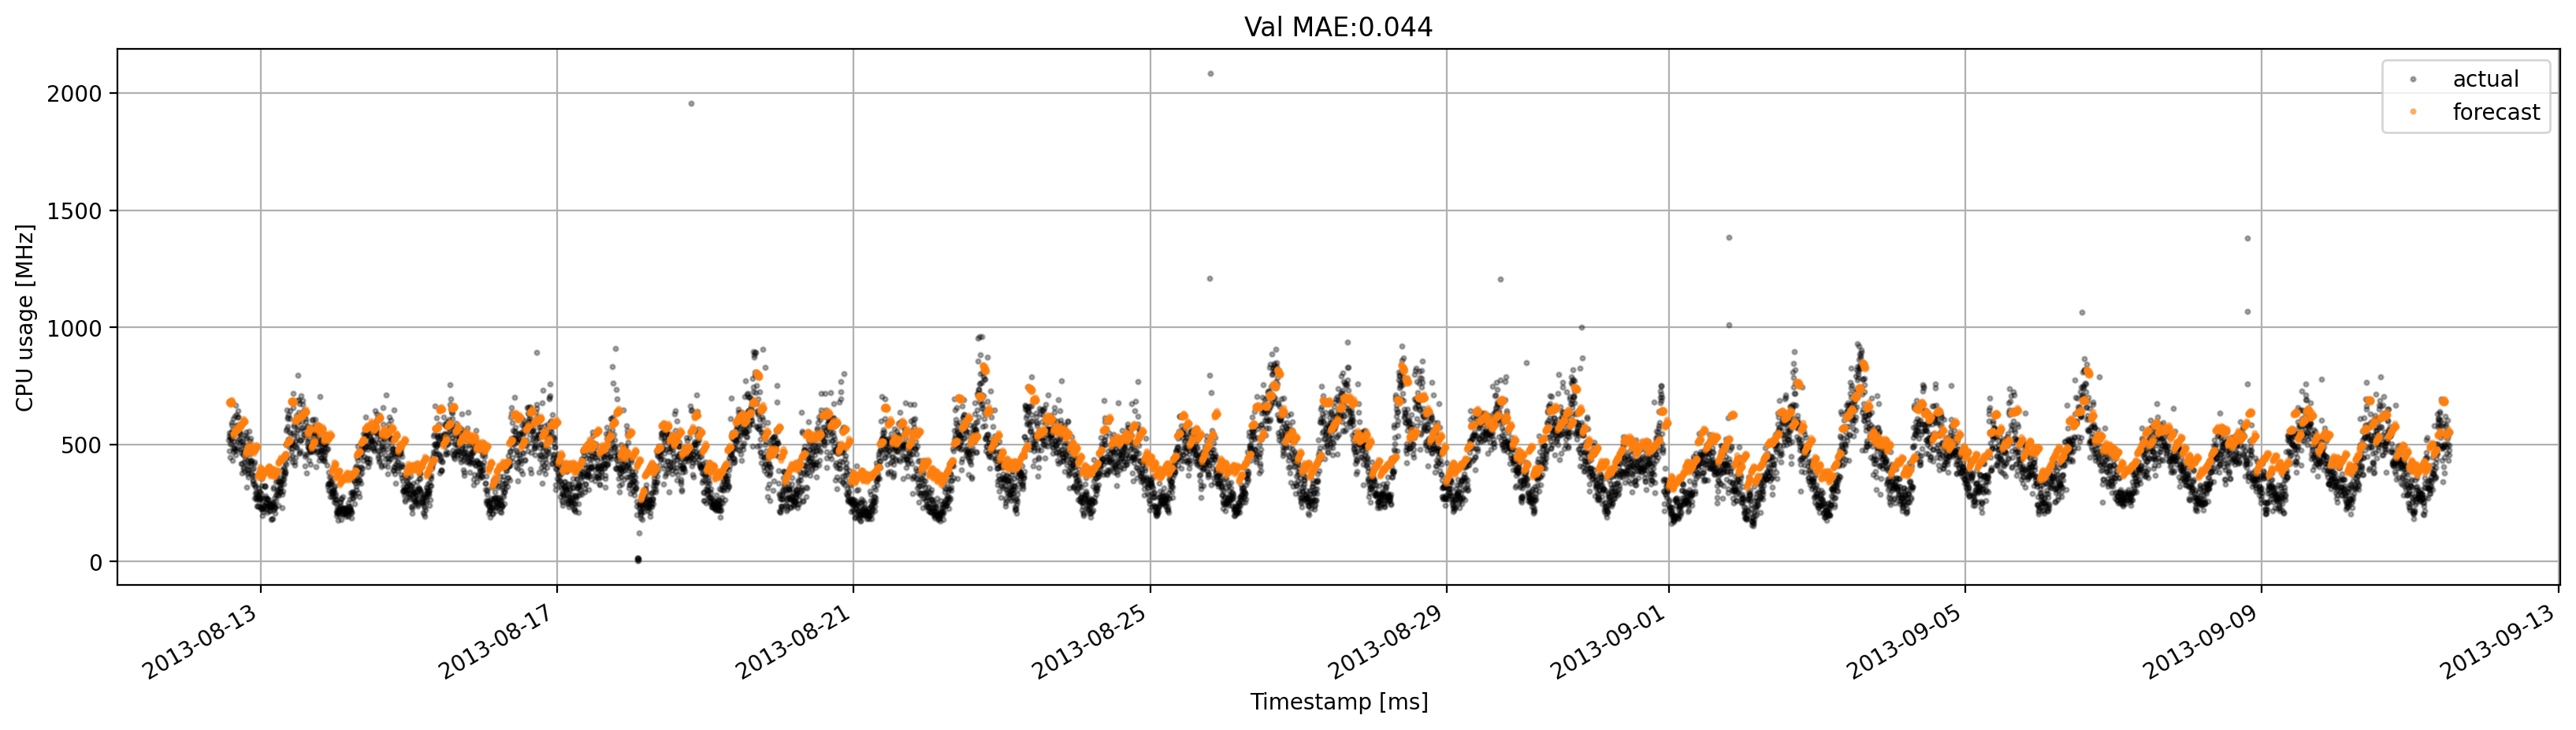 Val MAE:0.044
actual
forecast
CPU usage [MHz]
2000
1500
1000
500
0
2013-08-13
2013-08-17
2013-08-21
2013-08-25
2013-08-29
2013-09-01
2013-09-05
2013-09-09
2013-09-13
Timestamp [ms]